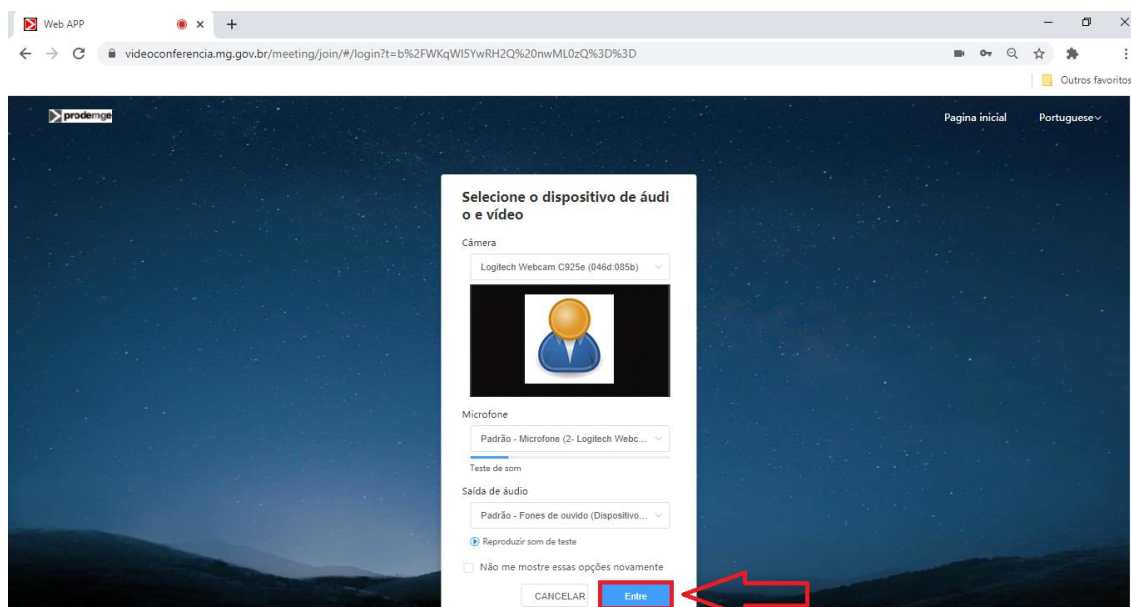 Web APP
videoconferencia.mg.gov.br/meeting/join/#/login?t=b%2FWKqWI5YwRH2Q%20nwML0zQ%3D%3D
Outros favoritos
prodemge
Pagina inicial
Portuguese
Selecione o dispositivo de áudi
o e vídeo
Câmera
Logitech Webcam C925e (046d:085b)
Microfone
Padrão - Microfone (2- Logitech Webc...
Teste de som
Saída de áudio
Padrão - Fones de ouvido (Dispositivo...
Reproduzir som de teste
Não me mostre essas opções novamente
CANCELAR
Entre